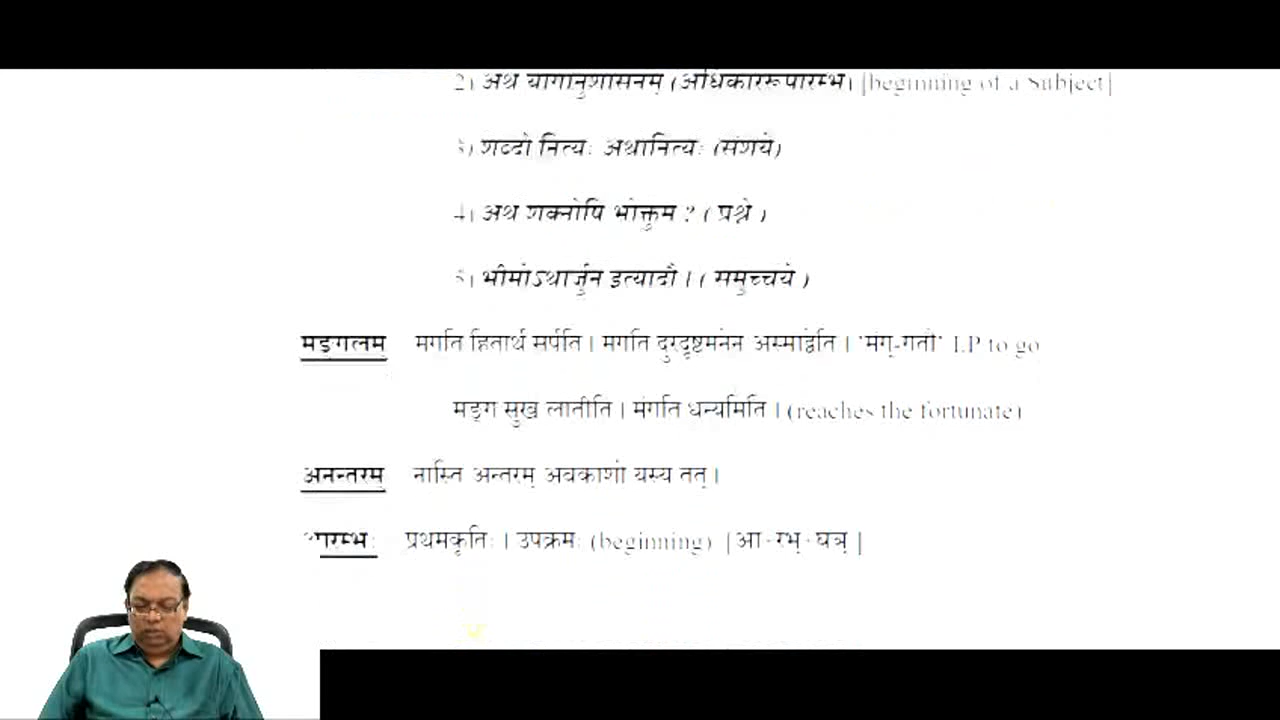 2) अथ योगानुशासनम् (अधिकाररूपारम्भ) [beginning of a Subject]
3) शब्दो नित्यः अथानित्यः (संशये)
4) अथ शक्नोषि भोक्तुम ? ( प्रश्ने )
5) भीमोऽथार्जुन इत्यादौ । ( समुच्चये )
मङ्गलम् मगति हितार्थं सर्पति । मगति दुरदृष्टमनेन अस्माद्वेति । 'मंग्-गतौ' I.P to go
मङ्ग सुखं लातीति । मंगति धन्यमिति । (reaches the fortunate)
अनन्तरम् नास्ति अन्तरम् अवकाशो यस्य तत् ।
आरम्भः प्रथमकृतिः । उपक्रमः (beginning) [आ-रभ्-घञ्]